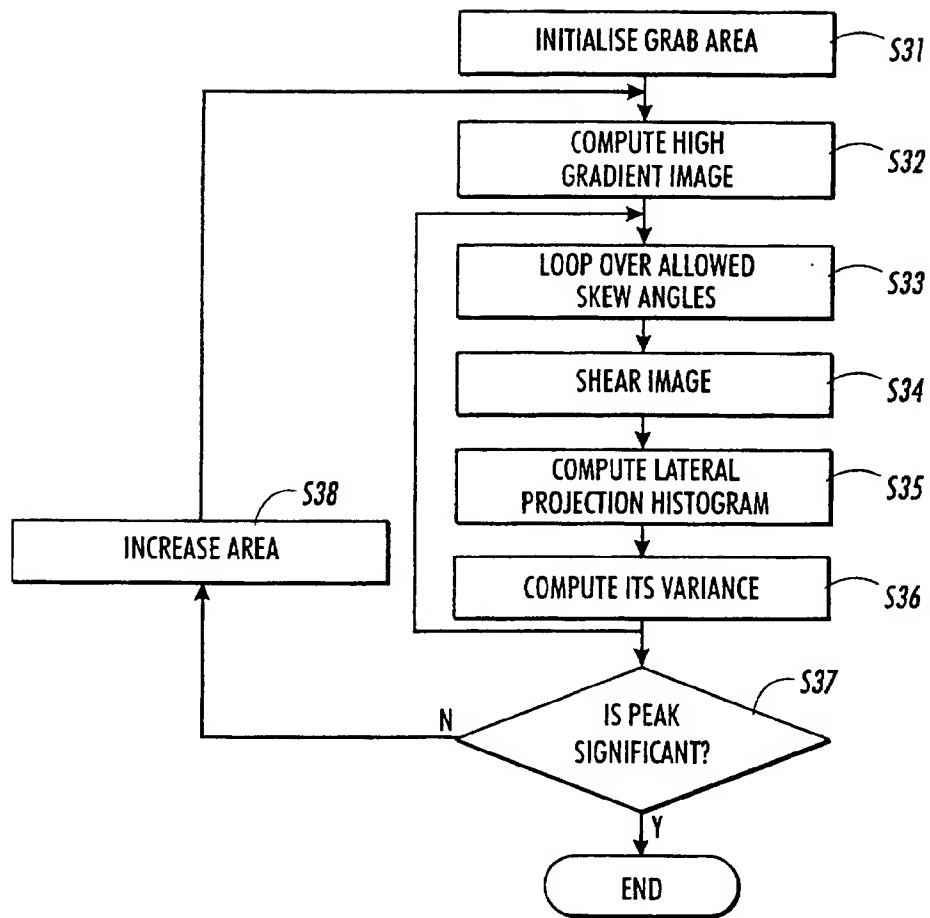 INITIALISE GRAB AREA
S31
COMPUTE HIGH
GRADIENT IMAGE
S32
LOOP OVER ALLOWED
SKEW ANGLES
S33
SHEAR IMAGE
S34
COMPUTE LATERAL
PROJECTION HISTOGRAM
S35
S38
INCREASE AREA
COMPUTE ITS VARIANCE
S36
S37
N
IS PEAK
SIGNIFICANT?
Y
END